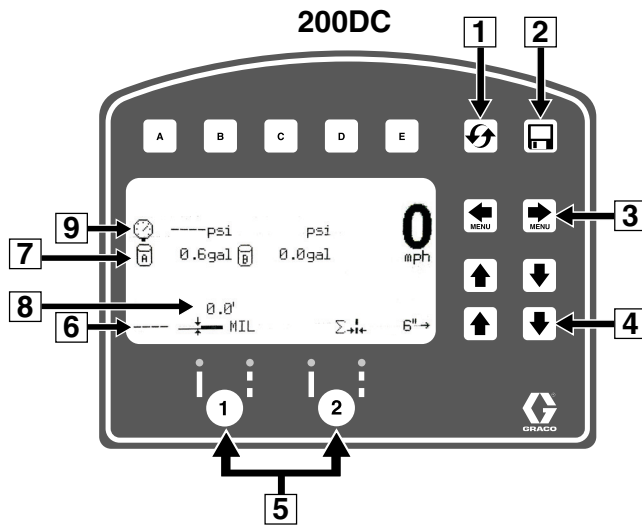 200DC
1
2
A B C D E
9
----psi psi
0
mph
MENU
MENU
3
7
A
0.6gal
B
0.0gal
8
0.0'
6
---- MIL Σ 6"→
4
1 2
GRACO
5